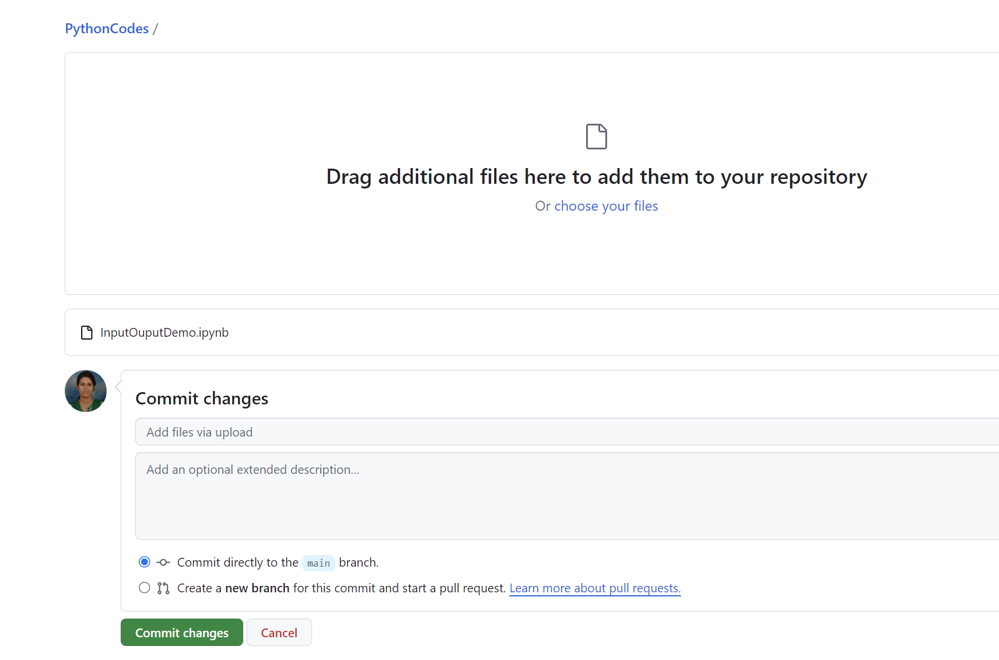 PythonCodes /
Drag additional files here to add them to your repository
Or choose your files
InputOuputDemo.ipynb
Commit changes
Add files via upload
Add an optional extended description...
Commit directly to the main branch.
Create a new branch for this commit and start a pull request. Learn more about pull requests.
Commit changes Cancel